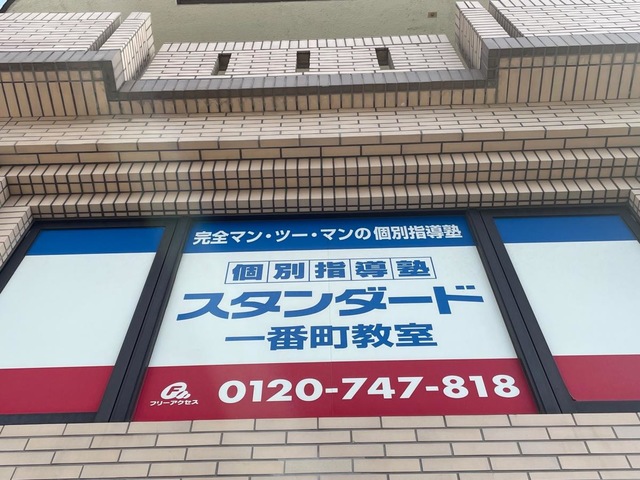 完全マン・ツー・マンの個別指導塾
個別指導塾
スタンダード
一番町教室
フリーアクセス 0120-747-818